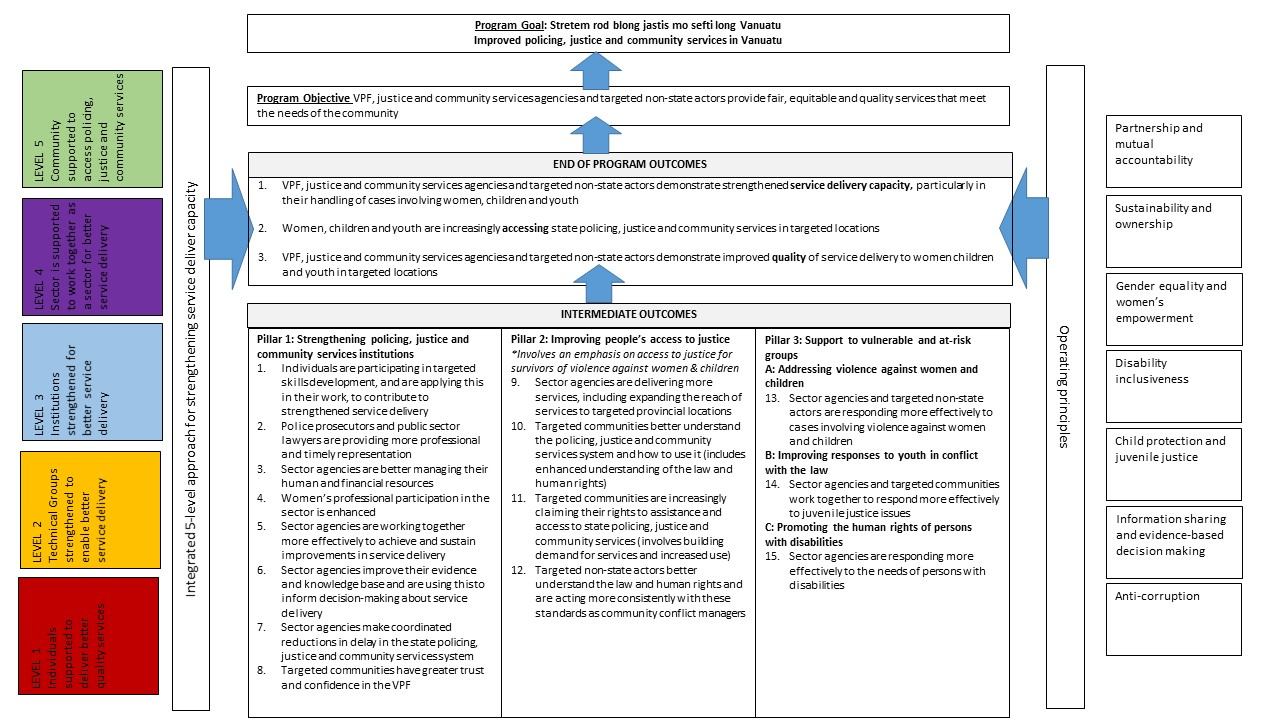 Program Goal: Stretem rod blong jastis mo sefti long Vanuatu
Improved policing, justice and community services in Vanuatu
Program Objective VPF, justice and community services agencies and targeted non-state actors provide fair, equitable and quality services that meet
the needs of the community
LEVEL 5
Community
supported to
access policing,
justice and
community services
LEVEL 4
Sector is supported
to work together as
a sector for better
service delivery
LEVEL 3
Institutions
strengthened for
better service
delivery
LEVEL 2
Technical Groups
strengthened to
enable better
service delivery
LEVEL 1
Individuals
supported to
deliver better
quality services
Integrated 5-level approach for strengthening service deliver capacity
END OF PROGRAM OUTCOMES
1. VPF, justice and community services agencies and targeted non-state actors demonstrate strengthened service delivery capacity, particularly in
their handling of cases involving women, children and youth
2. Women, children and youth are increasingly accessing state policing, justice and community services in targeted locations
3. VPF, justice and community services agencies and targeted non-state actors demonstrate improved quality of service delivery to women children
and youth in targeted locations
INTERMEDIATE OUTCOMES
Pillar 1: Strengthening policing, justice and
community services institutions
1. Individuals are participating in targeted
skills development, and are applying this
in their work, to contribute to
strengthened service delivery
2. Police prosecutors and public sector
lawyers are providing more professional
and timely representation
3. Sector agencies are better managing their
human and financial resources
4. Women's professional participation in the
sector is enhanced
5. Sector agencies are working together
more effectively to achieve and sustain
improvements in service delivery
6. Sector agencies improve their evidence
and knowledge base and are using this to
inform decision-making about service
delivery
7. Sector agencies make coordinated
reductions in delay in the state policing,
justice and community services system
8. Targeted communities have greater trust
and confidence in the VPF
Pillar 2: Improving people's access to justice
*Involves an emphasis on access to justice for
survivors of violence against women & children
9. Sector agencies are delivering more
services, including expanding the reach of
services to targeted provincial locations
10. Targeted communities better understand
the policing, justice and community
services system and how to use it (includes
enhanced understanding of the law and
human rights)
11. Targeted communities are increasingly
claiming their rights to assistance and
access to state policing, justice and
community services (involves building
demand for services and increased use)
12. Targeted non-state actors better
understand the law and human rights and
are acting more consistently with these
standards as community conflict managers
Pillar 3: Support to vulnerable and at-risk
groups
A: Addressing violence against women and
children
13. Sector agencies and targeted non-state
actors are responding more effectively to
cases involving violence against women
and children
B: Improving responses to youth in conflict
with the law
14. Sector agencies and targeted communities
work together to respond more effectively
to juvenile justice issues
C: Promoting the human rights of persons
with disabilities
15. Sector agencies are responding more
effectively to the needs of persons with
disabilities
Operating principles
Partnership and
mutual
accountability
Sustainability and
ownership
Gender equality and
women's
empowerment
Disability
inclusiveness
Child protection and
juvenile justice
Information sharing
and evidence-based
decision making
Anti-corruption